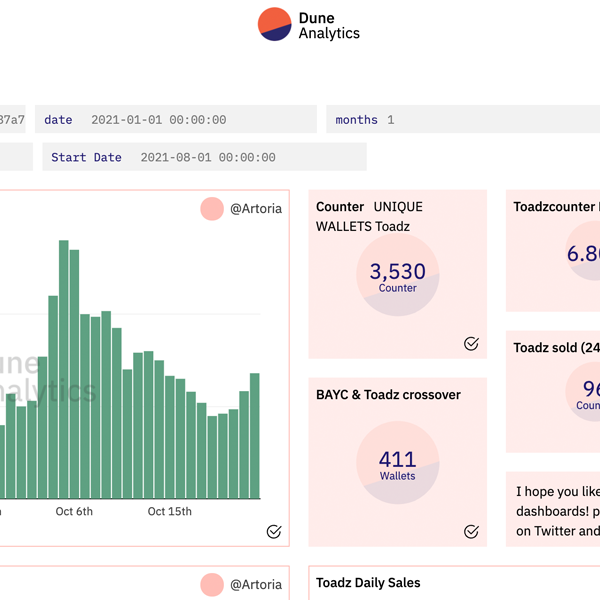 Dune
Analytics
37a7
date 2021-01-01 00:00:00
months 1
Start Date 2021-08-01 00:00:00
@Artoria
Dune
Analytics
Oct 6th
Oct 15th
Counter UNIQUE
WALLETS Toadz
3,530
Counter
BAYC & Toadz crossover
411
Wallets
Toadzcounter
6.8
Toadz sold (24
96
Coun
I hope you like
dashboards! p
on Twitter and
@Artoria
Toadz Daily Sales